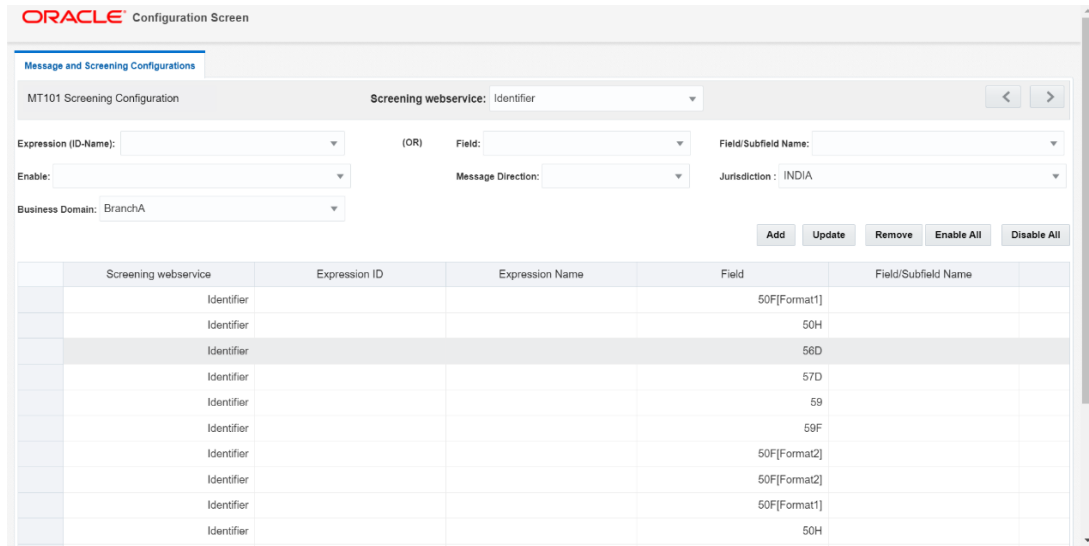 ORACLE® Configuration Screen
Message and Screening Configurations
MT101 Screening Configuration Screening webservice: Identifier < >
Expression (ID-Name): (OR) Field: Field/Subfield Name:
Enable: Message Direction: Jurisdiction : INDIA
Business Domain: BranchA
Add Update Remove Enable All Disable All
Screening webservice Expression ID Expression Name Field Field/Subfield Name
Identifier 50F[Format1]
Identifier 50H
Identifier 56D
Identifier 57D
Identifier 59
Identifier 59F
Identifier 50F[Format2]
Identifier 50F[Format2]
Identifier 50F[Format1]
Identifier 50H